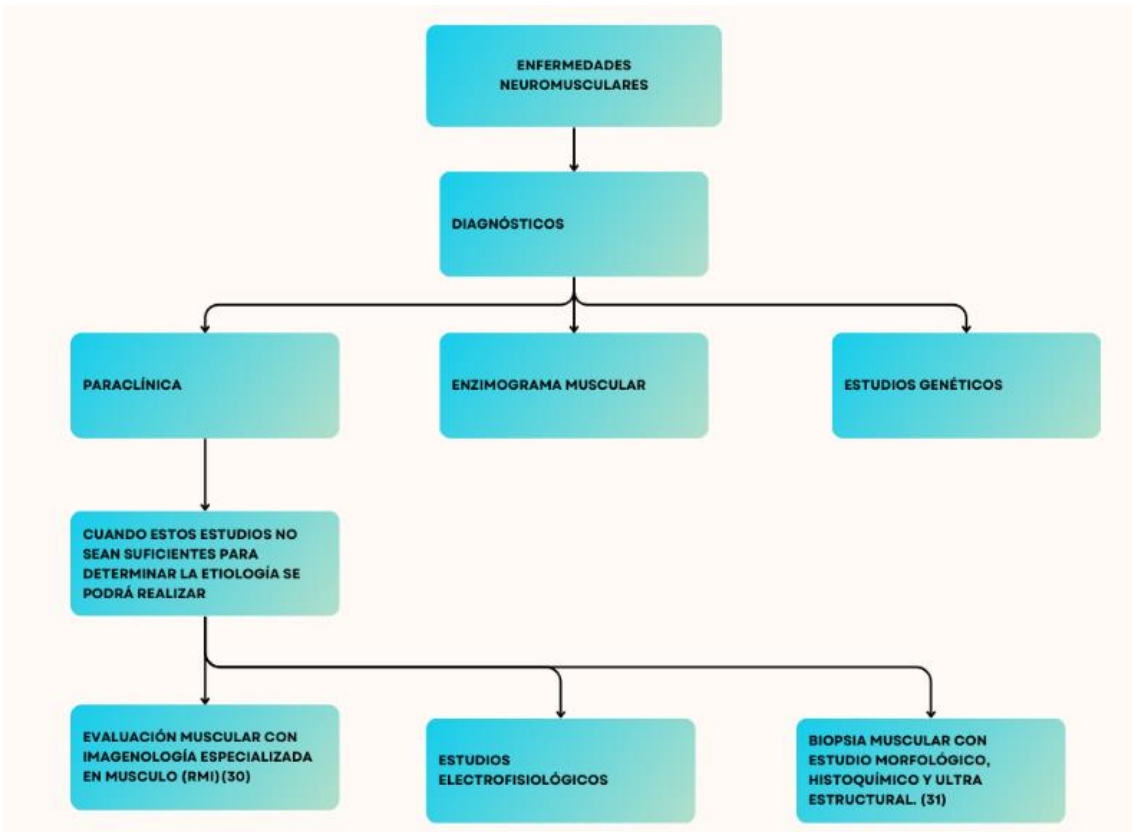 ENFERMEDADES
NEUROMUSCULARES
DIAGNÓSTICOS
PARACLÍNICA
ENZIMOGRAMA MUSCULAR
ESTUDIOS GENÉTICOS
CUANDO ESTOS ESTUDIOS NO
SEAN SUFICIENTES PARA
DETERMINAR LA ETIOLOGÍA SE
PODRÁ REALIZAR
EVALUACIÓN MUSCULAR CON
IMAGENOLOGÍA ESPECIALIZADA
EN MUSCULO (RMI)(30)
ESTUDIOS
ELECTROFISIOLÓGICOS
BIOPSIA MUSCULAR CON
ESTUDIO MORFOLÓGICO,
HISTOQUÍMICO Y ULTRA
ESTRUCTURAL. (31)